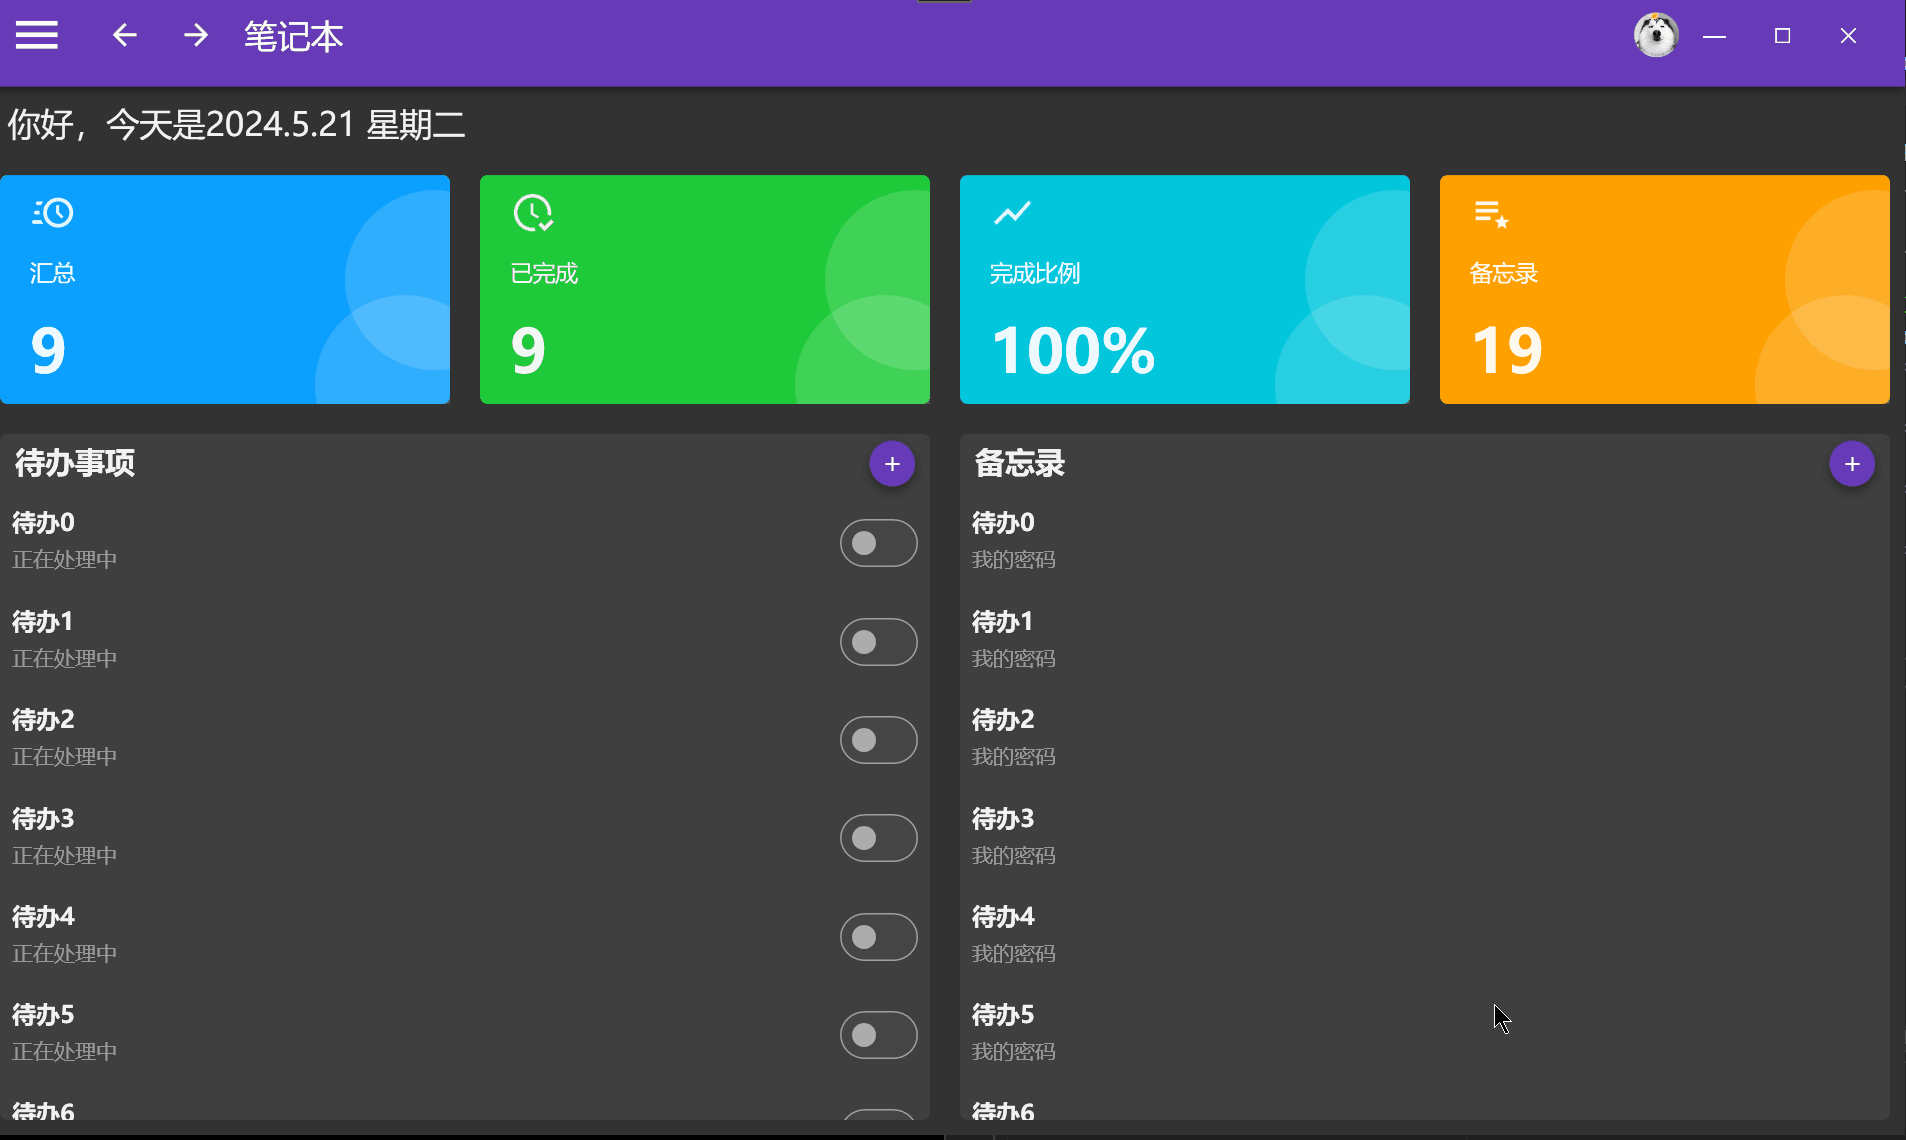 笔记本
你好，今天是2024.5.21 星期二
汇总
9
已完成
9
完成比例
100%
备忘录
19
待办事项
待办0
正在处理中
待办1
正在处理中
待办2
正在处理中
待办3
正在处理中
待办4
正在处理中
待办5
正在处理中
待办6
备忘录
待办0
我的密码
待办1
我的密码
待办2
我的密码
待办3
我的密码
待办4
我的密码
待办5
我的密码
待办6